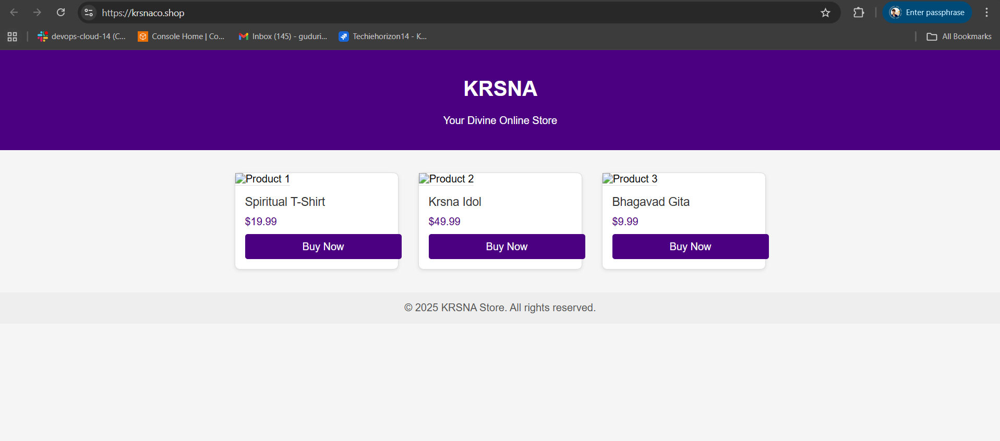 https://krsnaco.shop
Enter passphrase
devops-cloud-14 (C...
Console Home | Co...
Inbox (145) - guduri...
Techiehorizon14 - K...
All Bookmarks
KRSNA
Your Divine Online Store
Product 1
Spiritual T-Shirt
$19.99
Buy Now
Product 2
Krsna Idol
$49.99
Buy Now
Product 3
Bhagavad Gita
$9.99
Buy Now
© 2025 KRSNA Store. All rights reserved.